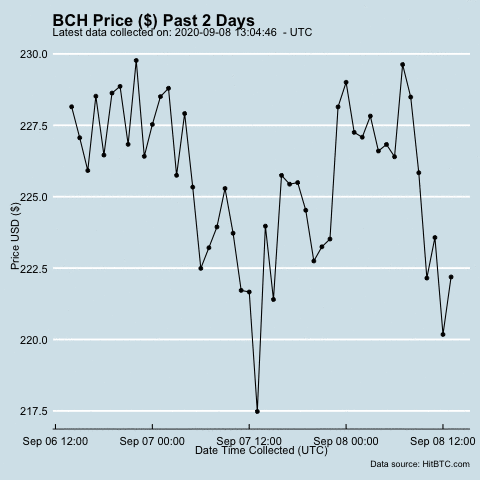 BCH Price ($) Past 2 Days
Latest data collected on: 2020-09-08 13:04:46  - UTC
230.0
227.5
225.0
222.5
220.0
217.5
Price USD ($)
Sep 06 12:00
Sep 07 00:00
Sep 07 12:00
Sep 08 00:00
Sep 08 12:00
Date Time Collected (UTC)
Data source: HitBTC.com